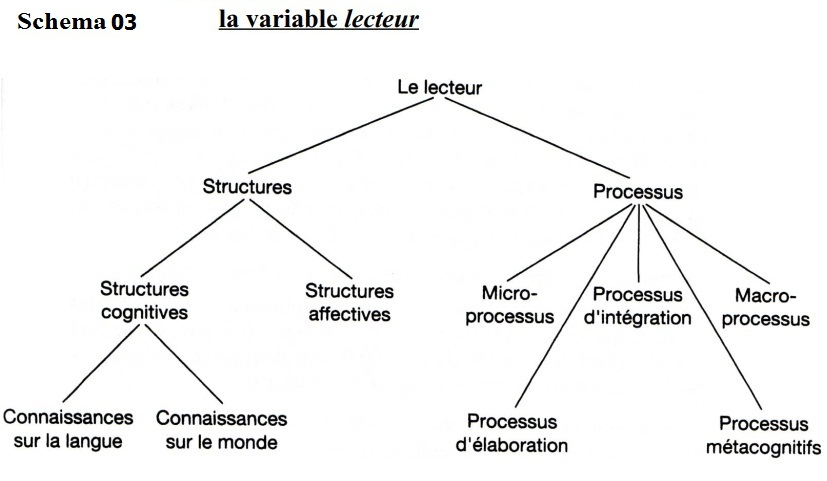 Schema 03 la variable lecteur
Le lecteur
Structures
Processus
Structures
cognitives
Structures
affectives
Micro-
processus
Processus
d'intégration
Macro-
processus
Connaissances
sur la langue
Connaissances
sur le monde
Processus
d'élaboration
Processus
métacognitifs